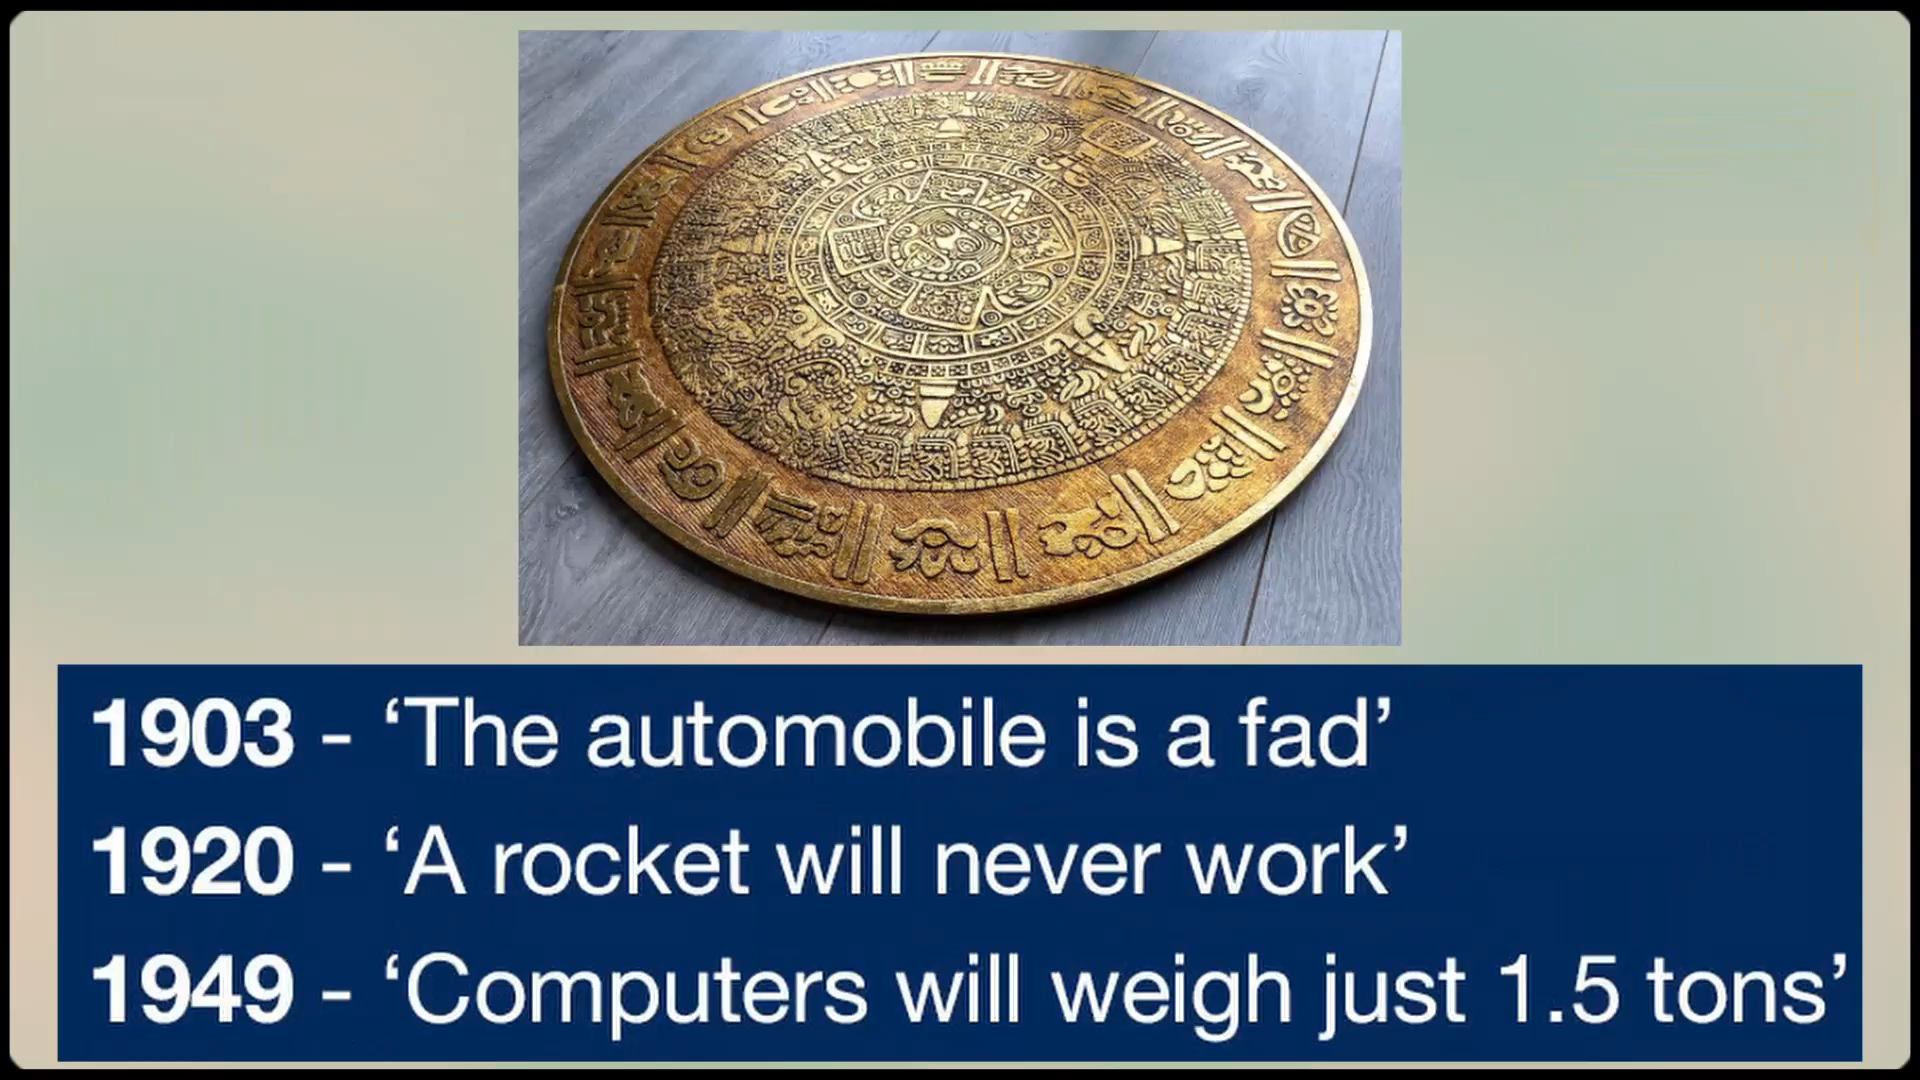 1903 - ‘The automobile is a fad’
1920 - ‘A rocket will never work’
1949 - ‘Computers will weigh just 1.5 tons’